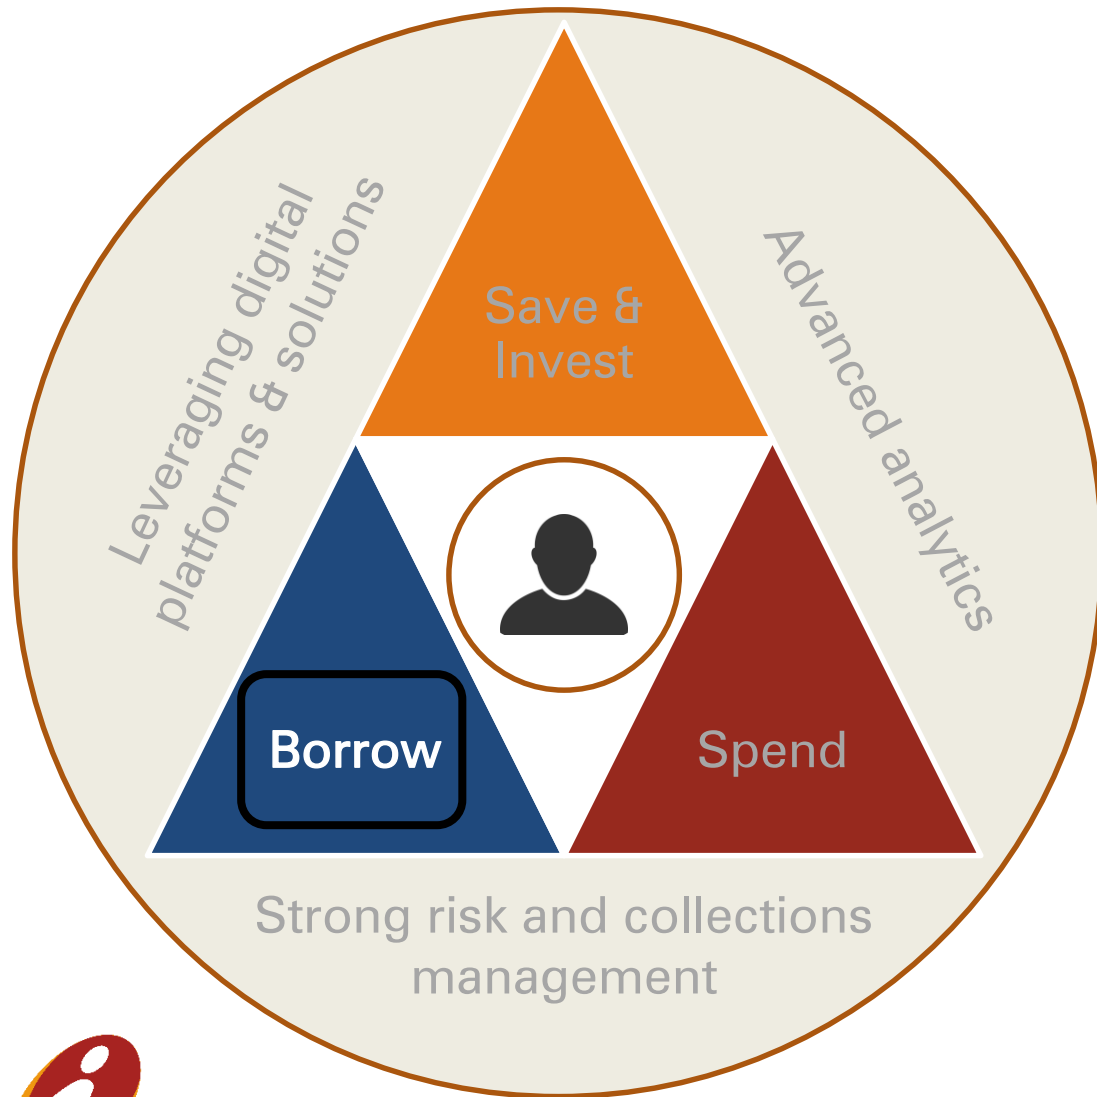 Leveraging digital
platforms & solutions
Save &
Invest
Advanced analytics
Borrow
Spend
Strong risk and collections
management